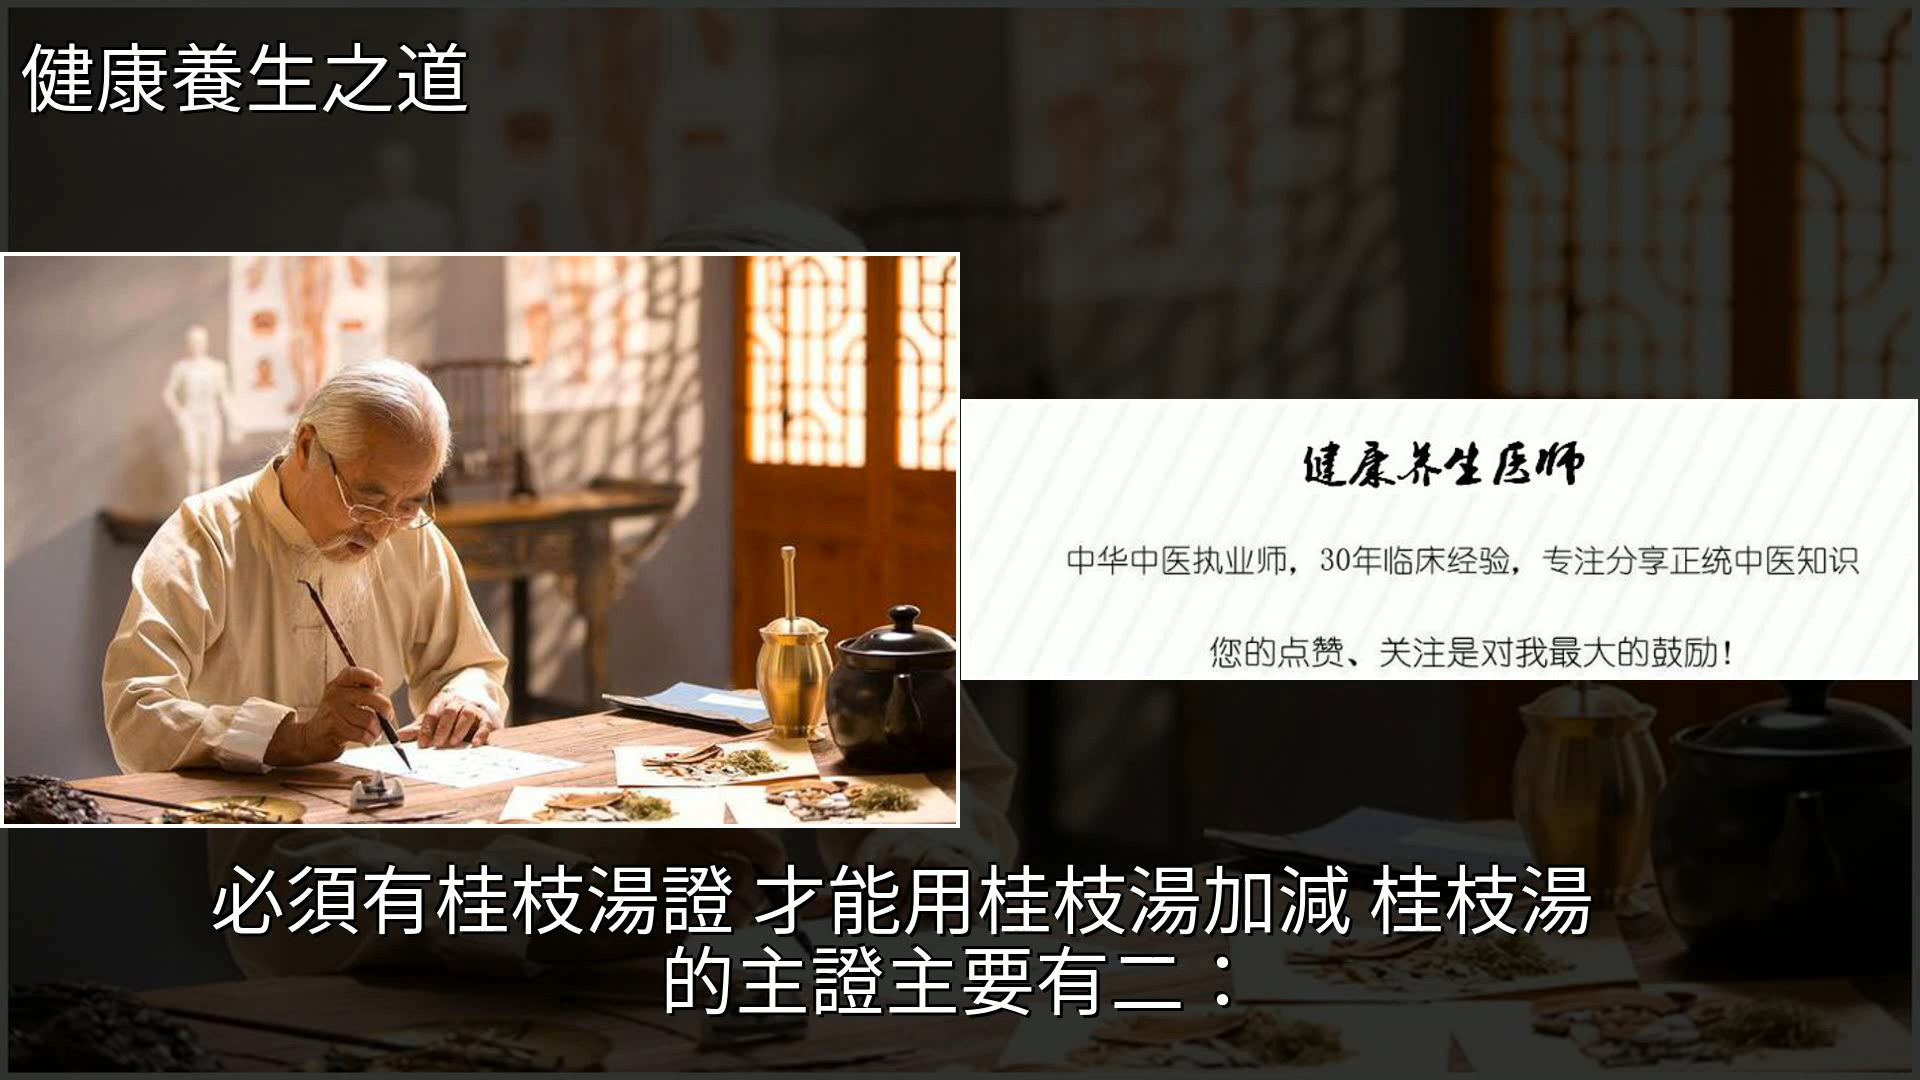 健康養生之道
健康养生医师
中华中医执业师，30年临床经验，专注分享正统中医知识
您的点赞、关注是对我最大的鼓励！
必須有桂枝湯證 才能用桂枝湯加減 桂枝湯
的主證主要有二：